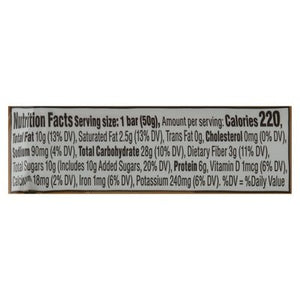 Nutrition Facts Serving size: 1 bar (50g), Amount per serving: Calories 220,
Total Fat 10g (13% DV), Saturated Fat 2.5g (13% DV), Trans Fat 0g, Cholesterol 0mg (0% DV),
Sodium 90mg (4% DV), Total Carbohydrate 28g (10% DV), Dietary Fiber 3g (11% DV),
Total Sugars 10g (Includes 10g Added Sugars, 20% DV), Protein 6g, Vitamin D 1mcg (6% DV),
Calcium 18mg (2% DV), Iron 1mg (6% DV), Potassium 240mg (6% DV). %DV = %Daily Value